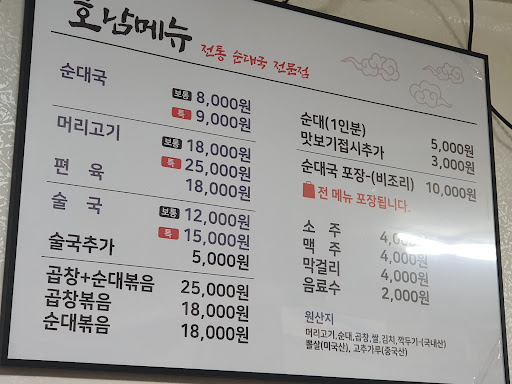 호남메뉴
전통 순대국 전문점
순대국
보통 8,000원
특 9,000원
머리고기
보통 18,000원
특 25,000원
편 육 18,000원
술 국
보통 12,000원
특 15,000원
술국추가 5,000원
곱창+순대볶음 25,000원
곱창볶음 18,000원
순대볶음 18,000원
순대(1인분) 5,000원
맛보기접시추가 3,000원
순대국 포장-(비조리) 10,000원
전 메뉴 포장됩니다.
소 주 4,000원
맥 주 4,000원
막걸리 4,000원
음료수 2,000원
원산지
머리고기,순대,곱창,쌀,김치,깍두기-(국내산)
콩살(미국산), 고추가루(중국산)